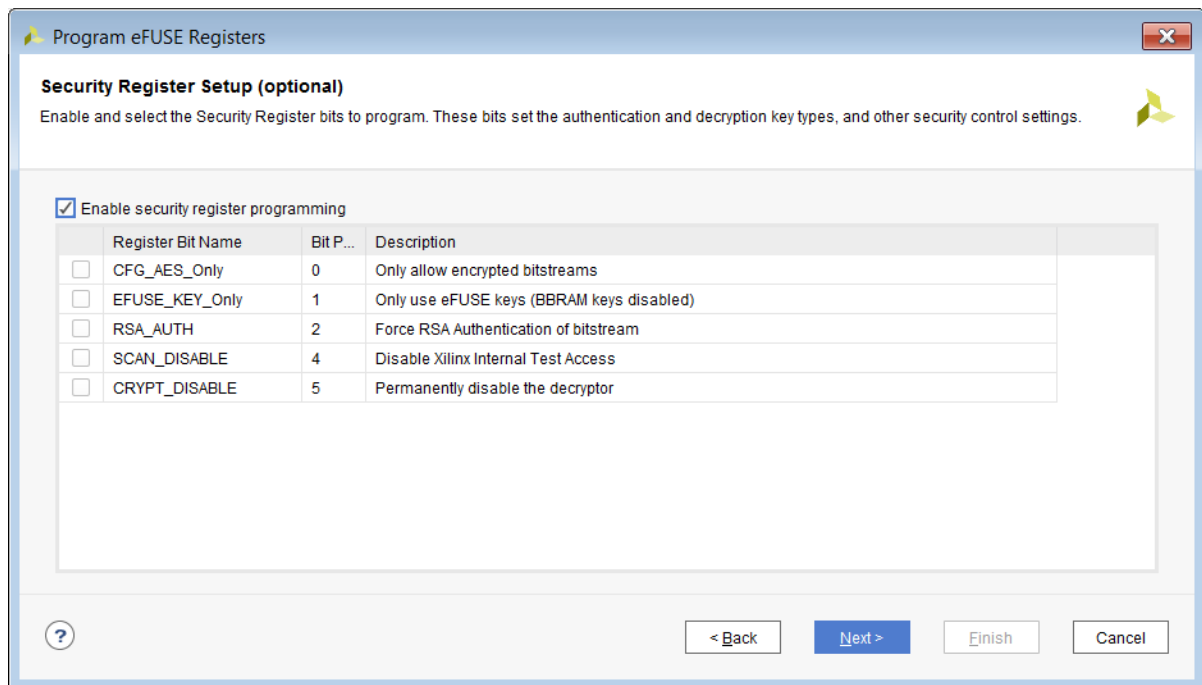 Program eFUSE Registers
Security Register Setup (optional)
Enable and select the Security Register bits to program. These bits set the authentication and decryption key types, and other security control settings.
Enable security register programming
Register Bit Name Bit P... Description
CFG_AES_Only 0 Only allow encrypted bitstreams
EFUSE_KEY_Only 1 Only use eFUSE keys (BBRAM keys disabled)
RSA_AUTH 2 Force RSA Authentication of bitstream
SCAN_DISABLE 4 Disable Xilinx Internal Test Access
CRYPT_DISABLE 5 Permanently disable the decryptor
? < Back Next > Finish Cancel